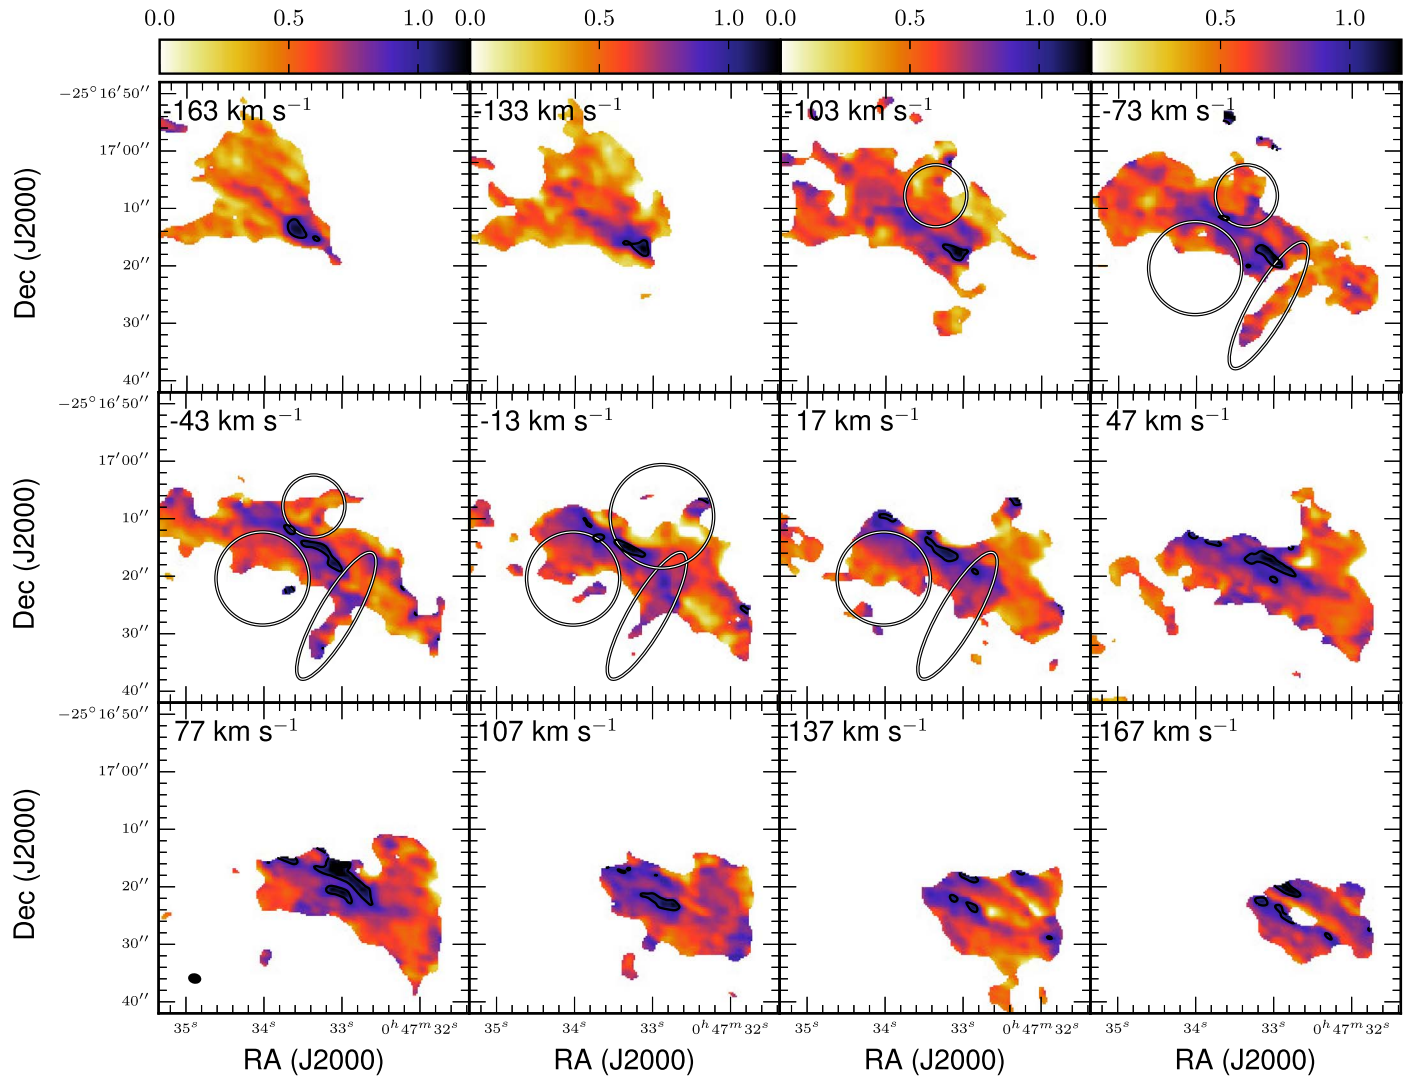 0.0 0.5 1.0 0.0 0.5 1.0 0.0 0.5 1.0 0.0 0.5 1.0
-163 km s⁻¹ -133 km s⁻¹ -103 km s⁻¹ -73 km s⁻¹
−25°16′50″
17′00″
10″
20″
30″
40″
Dec (J2000)
-43 km s⁻¹ -13 km s⁻¹ 17 km s⁻¹ 47 km s⁻¹
−25°16′50″
17′00″
10″
20″
30″
40″
Dec (J2000)
77 km s⁻¹ 107 km s⁻¹ 137 km s⁻¹ 167 km s⁻¹
−25°16′50″
17′00″
10″
20″
30″
40″
Dec (J2000)
35ˢ 34ˢ 33ˢ 0ʰ47ᵐ32ˢ 35ˢ 34ˢ 33ˢ 0ʰ47ᵐ32ˢ 35ˢ 34ˢ 33ˢ 0ʰ47ᵐ32ˢ 35ˢ 34ˢ 33ˢ 0ʰ47ᵐ32ˢ
RA (J2000) RA (J2000) RA (J2000) RA (J2000)